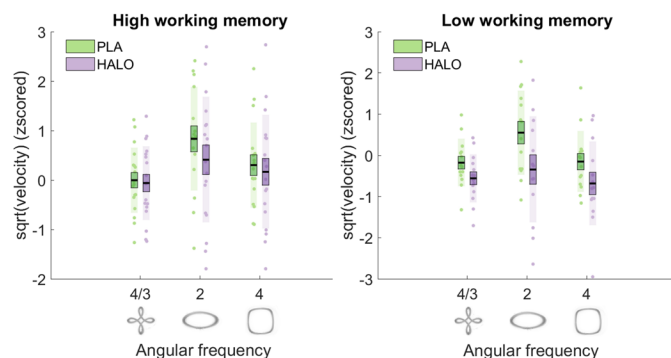 High working memory
3
2
1
0
-1
-2
sqrt(velocity) (zscored)
PLA
HALO
4/3 2 4
Angular frequency
Low working memory
3
2
1
0
-1
-2
-3
sqrt(velocity) (zscored)
PLA
HALO
4/3 2 4
Angular frequency